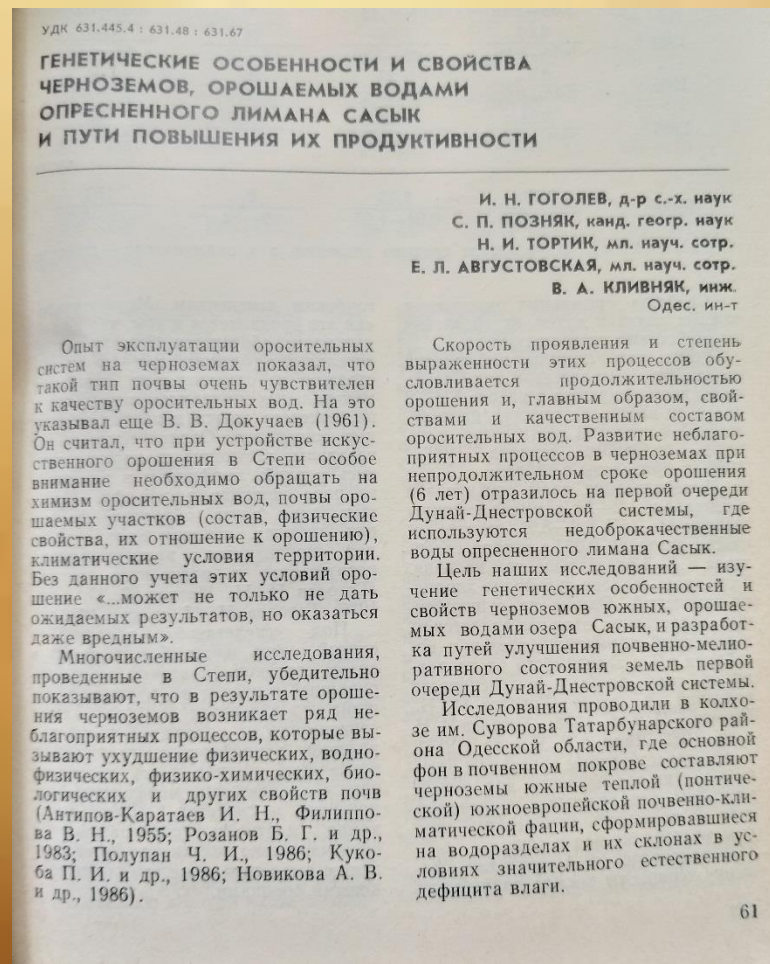 УДК 631.445.4 : 631.48 : 631.67
ГЕНЕТИЧЕСКИЕ ОСОБЕННОСТИ И СВОЙСТВА
ЧЕРНОЗЕМОВ, ОРОШАЕМЫХ ВОДАМИ
ОПРЕСНЕННОГО ЛИМАНА САСЫК
И ПУТИ ПОВЫШЕНИЯ ИХ ПРОДУКТИВНОСТИ
И. Н. ГОГОЛЕВ, д-р с.-х. наук
С. П. ПОЗНЯК, канд. геогр. наук
Н. И. ТОРТИК, мл. науч. сотр.
Е. Л. АВГУСТОВСКАЯ, мл. науч. сотр.
В. А. КЛИВНЯК, инж.
Одес. ин-т
Опыт эксплуатации оросительных
систем на черноземах показал, что
такой тип почвы очень чувствителен
к качеству оросительных вод. На это
указывал еще В. В. Докучаев (1961).
Он считал, что при устройстве искус-
ственного орошения в Степи особое
внимание необходимо обращать на
химизм оросительных вод, почвы оро-
шаемых участков (состав, физические
свойства, их отношение к орошению),
климатические условия территории.
Без данного учета этих условий оро-
шение «...может не только не дать
ожидаемых результатов, но оказаться
даже вредным».
Многочисленные исследования,
проведенные в Степи, убедительно
показывают, что в результате ороше-
ния черноземов возникает ряд не-
благоприятных процессов, которые вы-
зывают ухудшение физических, водно-
физических, физико-химических, био-
логических и других свойств почв
(Антипов-Каратаев И. Н., Филиппо-
ва В. Н., 1955; Розанов Б. Г. и др.,
1983; Полупан Ч. И., 1986; Куко-
ба П. И. и др., 1986; Новикова А. В.
и др., 1986).
Скорость проявления и степень
выраженности этих процессов обу-
словливается продолжительностью
орошения и, главным образом, свой-
ствами и качественным составом
оросительных вод. Развитие неблаго-
приятных процессов в черноземах при
непродолжительном сроке орошения
(6 лет) отразилось на первой очереди
Дунай-Днестровской системы, где
используются недоброкачественные
воды опресненного лимана Сасык.
Цель наших исследований — изу-
чение генетических особенностей и
свойств черноземов южных, орошае-
мых водами озера Сасык, и разработ-
ка путей улучшения почвенно-мелио-
ративного состояния земель первой
очереди Дунай-Днестровской системы.
Исследования проводили в колхо-
зе им. Суворова Татарбунарского рай-
она Одесской области, где основной
фон в почвенном покрове составляют
черноземы южные теплой (понтиче-
ской) южноевропейской почвенно-кли-
матической фации, сформировавшиеся
на водоразделах и их склонах в ус-
ловиях значительного естественного
дефицита влаги.
61